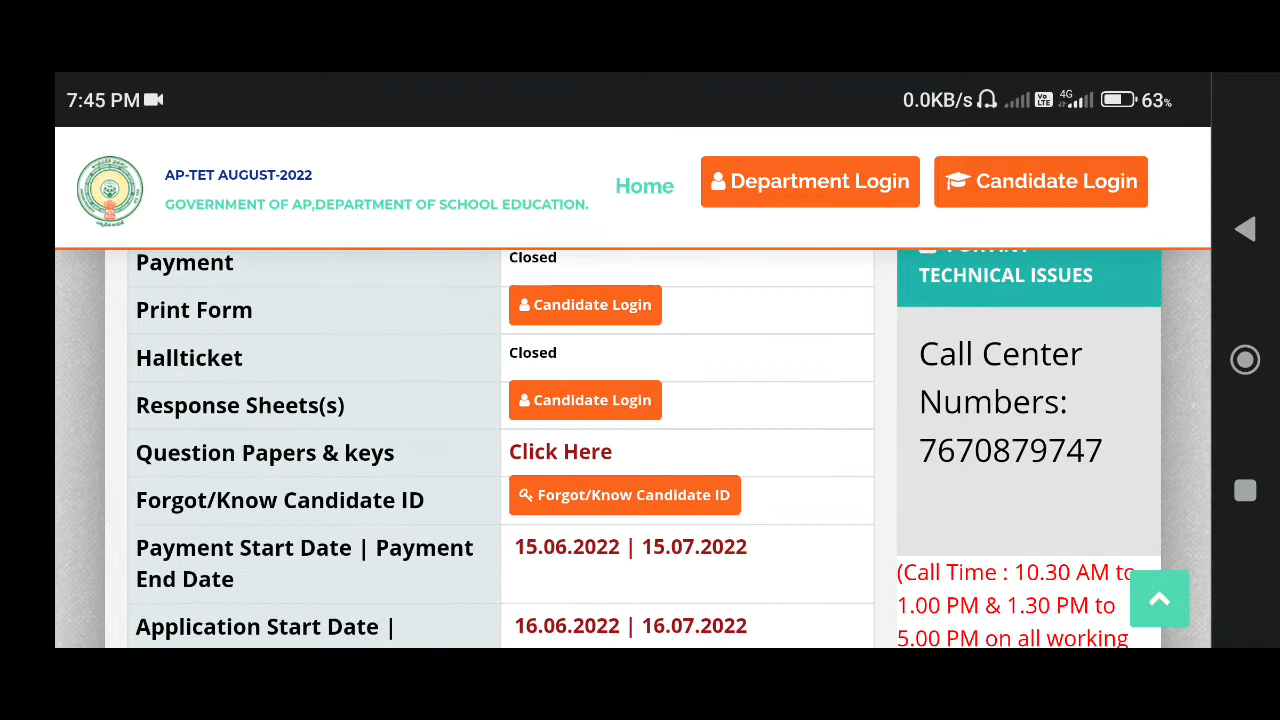 7:45 PM
0.0KB/s Vo LTE 4G 63%
AP-TET AUGUST-2022
GOVERNMENT OF AP,DEPARTMENT OF SCHOOL EDUCATION.
Home
Department Login
Candidate Login
Payment
Closed
Print Form
Candidate Login
Hallticket
Closed
Response Sheets(s)
Candidate Login
Question Papers & keys
Click Here
Forgot/Know Candidate ID
Forgot/Know Candidate ID
Payment Start Date | Payment
End Date
15.06.2022 | 15.07.2022
Application Start Date |
16.06.2022 | 16.07.2022
TECHNICAL ISSUES
Call Center
Numbers:
7670879747
(Call Time : 10.30 AM to
1.00 PM & 1.30 PM to
5.00 PM on all working